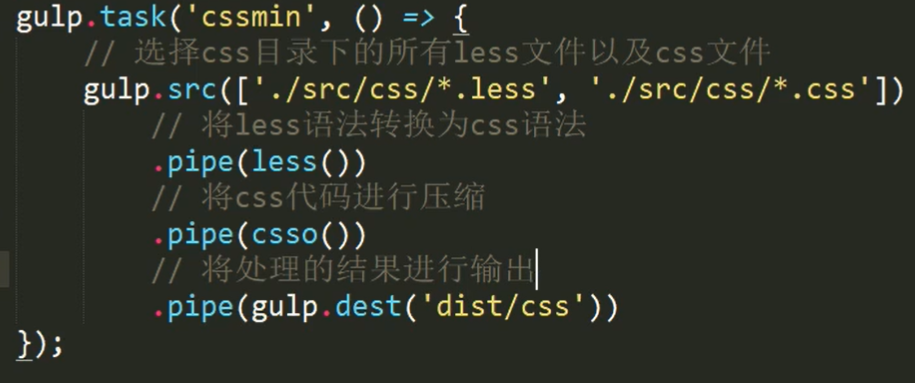 gulp.task('cssmin', () => {
    // 选择css目录下的所有less文件以及css文件
    gulp.src(['./src/css/*.less', './src/css/*.css'])
        // 将less语法转换为css语法
        .pipe(less())
        // 将css代码进行压缩
        .pipe(csso())
        // 将处理的结果进行输出
        .pipe(gulp.dest('dist/css'))
});